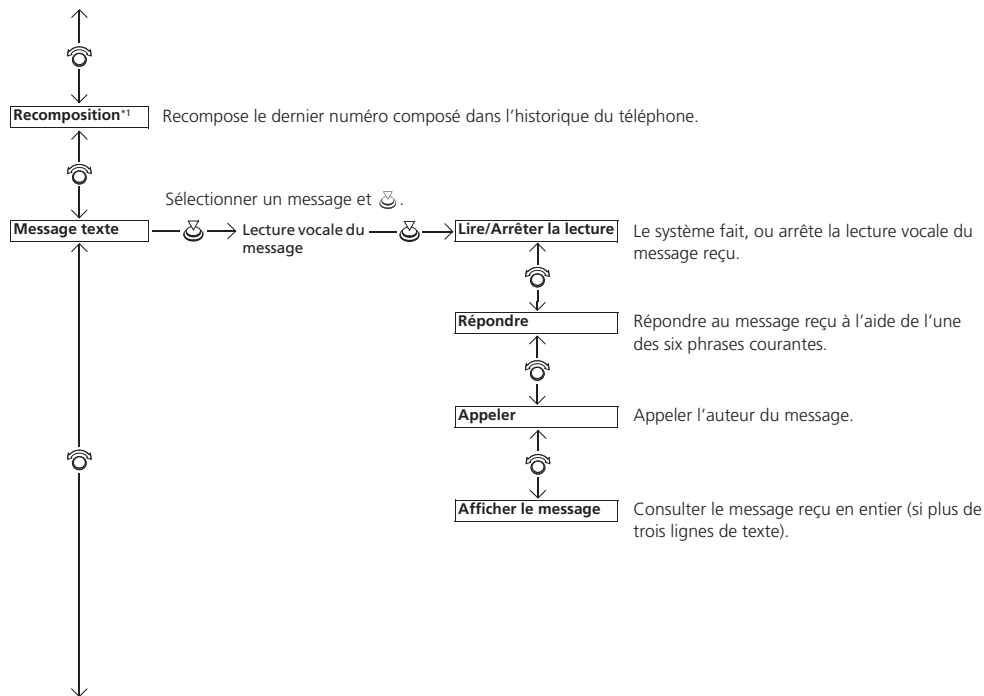 Recomposition*1
Recompose le dernier numéro composé dans l'historique du téléphone.
Sélectionner un message et .
Message texte
Lecture vocale du
message
Lire/Arrêter la lecture
Le système fait, ou arrête la lecture vocale du
message reçu.
Répondre
Répondre au message reçu à l'aide de l'une
des six phrases courantes.
Appeler
Appeler l'auteur du message.
Afficher le message
Consulter le message reçu en entier (si plus de
trois lignes de texte).